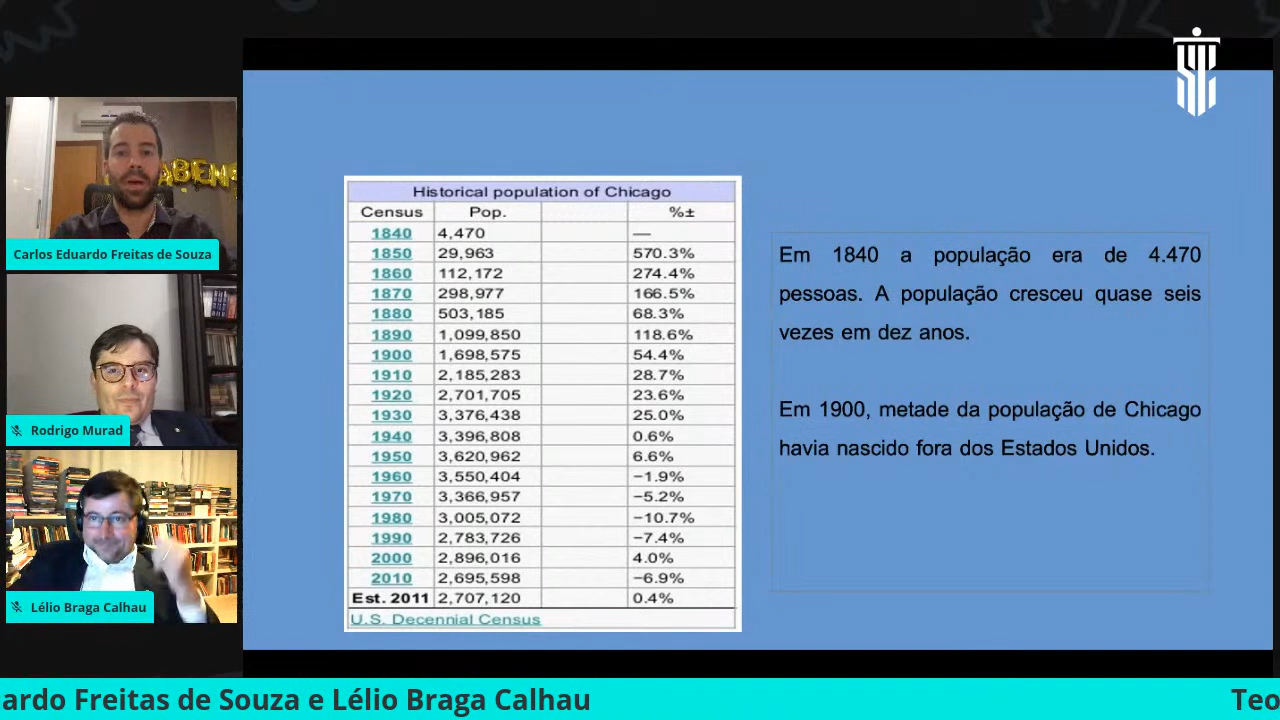 ABEN
Carlos Eduardo Freitas de Souza
Rodrigo Murad
Lélio Braga Calhau
Historical population of Chicago
Census Pop. %±
1840 4,470 —
1850 29,963 570.3%
1860 112,172 274.4%
1870 298,977 166.5%
1880 503,185 68.3%
1890 1,099,850 118.6%
1900 1,698,575 54.4%
1910 2,185,283 28.7%
1920 2,701,705 23.6%
1930 3,376,438 25.0%
1940 3,396,808 0.6%
1950 3,620,962 6.6%
1960 3,550,404 −1.9%
1970 3,366,957 −5.2%
1980 3,005,072 −10.7%
1990 2,783,726 −7.4%
2000 2,896,016 4.0%
2010 2,695,598 −6.9%
Est. 2011 2,707,120 0.4%
U.S. Decennial Census
Em 1840 a população era de 4.470
pessoas. A população cresceu quase seis
vezes em dez anos.
Em 1900, metade da população de Chicago
havia nascido fora dos Estados Unidos.
ardo Freitas de Souza e Lélio Braga Calhau Teo